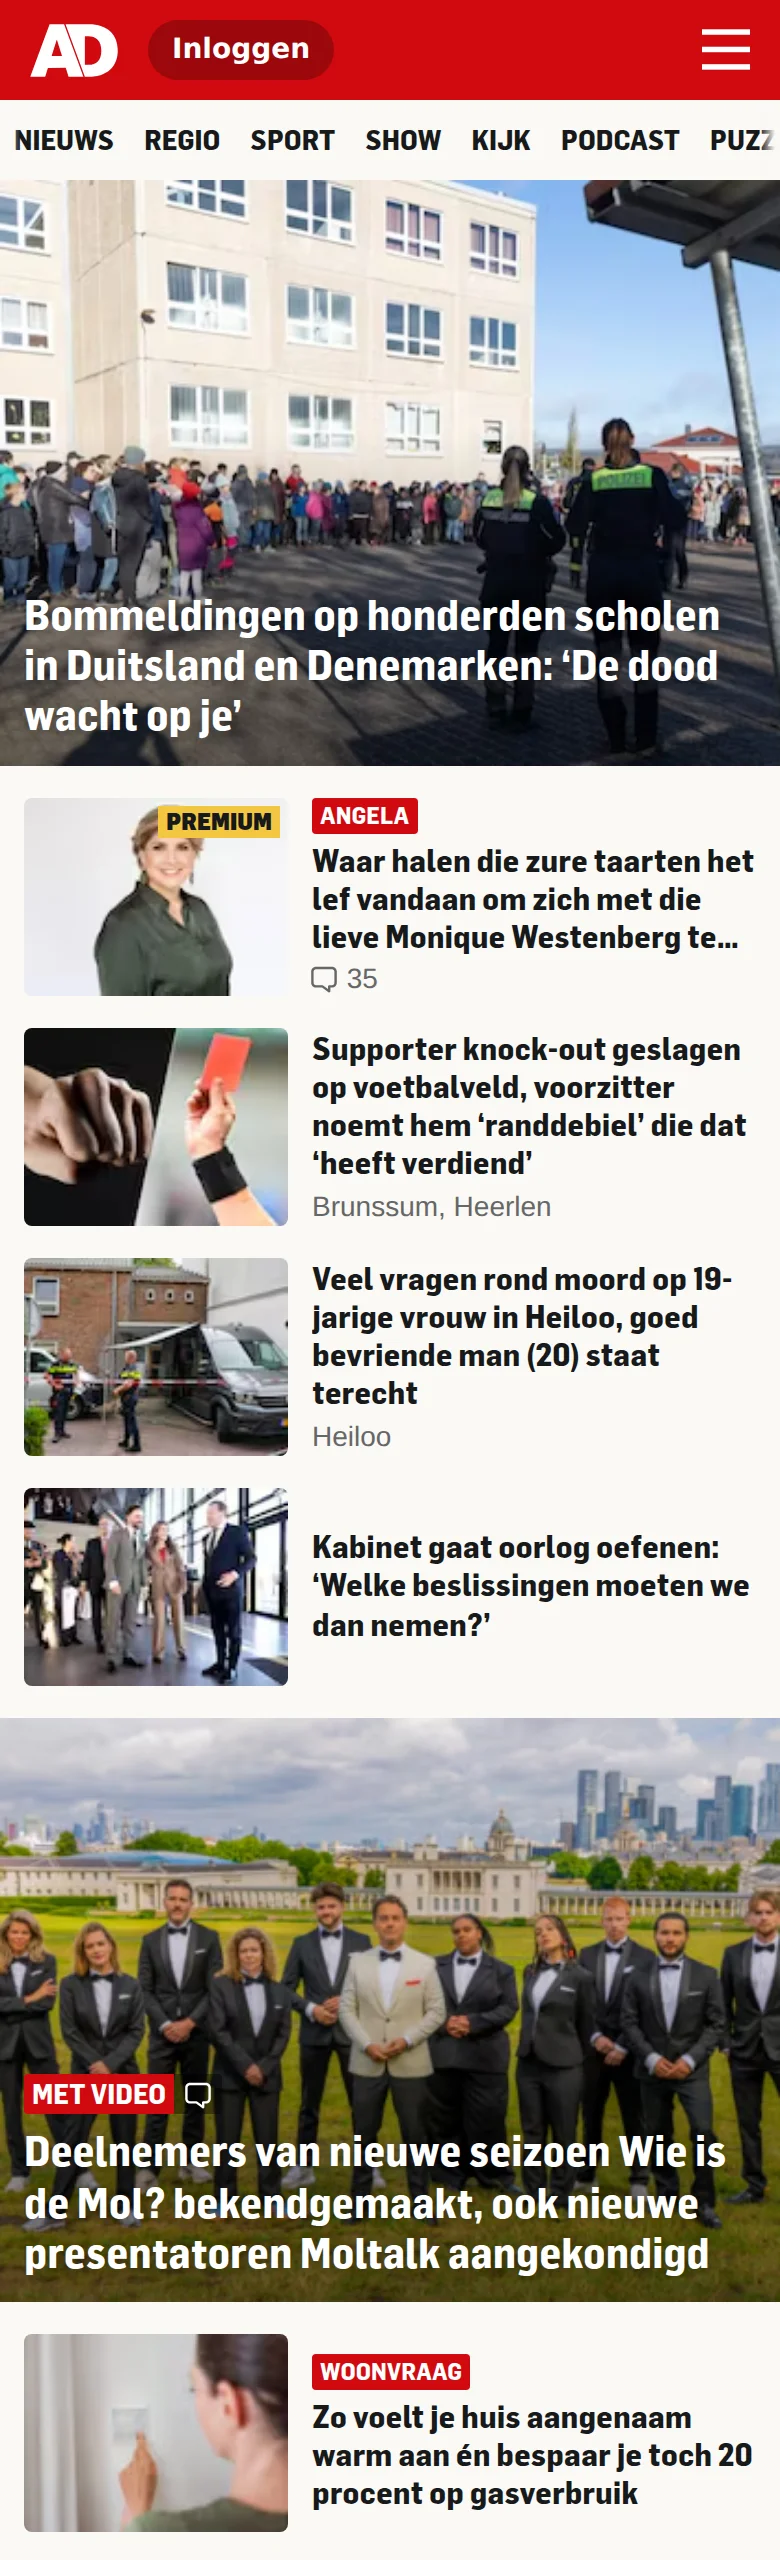 AD
Inloggen
NIEUWS REGIO SPORT SHOW KIJK PODCAST PUZZ
POLIZEI
Bommeldingen op honderden scholen
in Duitsland en Denemarken: ‘De dood
wacht op je’
PREMIUM
ANGELA
Waar halen die zure taarten het
lef vandaan om zich met die
lieve Monique Westenberg te...
35
Supporter knock-out geslagen
op voetbalveld, voorzitter
noemt hem ‘randdebiel’ die dat
‘heeft verdiend’
Brunssum, Heerlen
Veel vragen rond moord op 19-
jarige vrouw in Heiloo, goed
bevriende man (20) staat
terecht
Heiloo
Kabinet gaat oorlog oefenen:
‘Welke beslissingen moeten we
dan nemen?’
MET VIDEO
Deelnemers van nieuwe seizoen Wie is
de Mol? bekendgemaakt, ook nieuwe
presentatoren Moltalk aangekondigd
WOONVRAAG
Zo voelt je huis aangenaam
warm aan én bespaar je toch 20
procent op gasverbruik